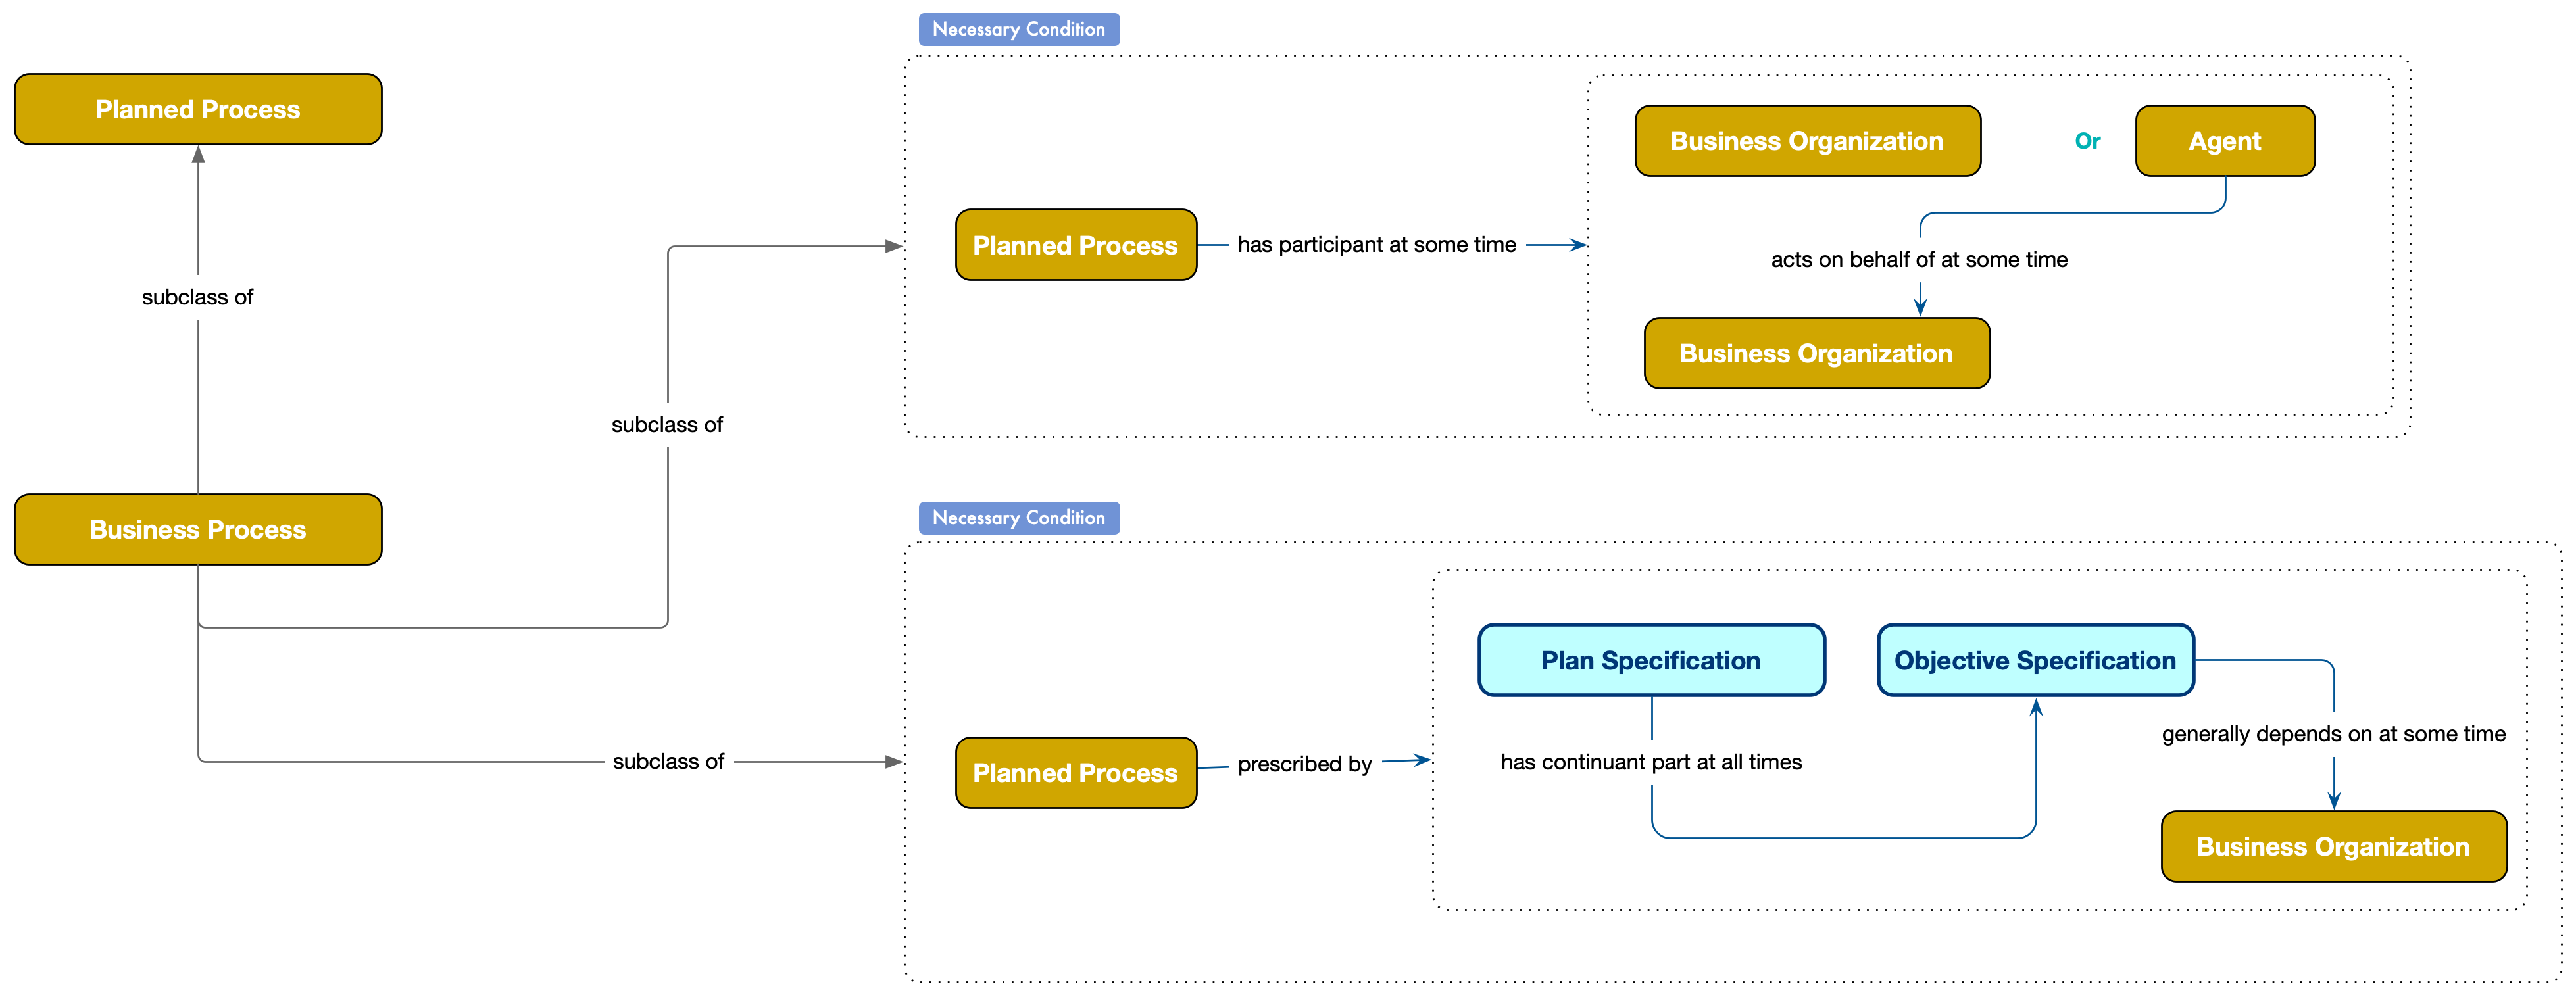 Necessary Condition
Planned Process
Business Organization
Or
Agent
Planned Process
has participant at some time
acts on behalf of at some time
subclass of
Business Organization
subclass of
Necessary Condition
Business Process
Plan Specification
Objective Specification
generally depends on at some time
subclass of
Planned Process
prescribed by
has continuant part at all times
Business Organization